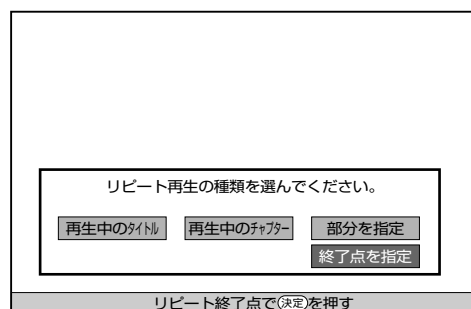 リピート再生の種類を選んでください。
再生中のﾀｲﾄﾙ 再生中のﾁｬﾌﾟﾀｰ 部分を指定
終了点を指定
リピート終了点で決定を押す